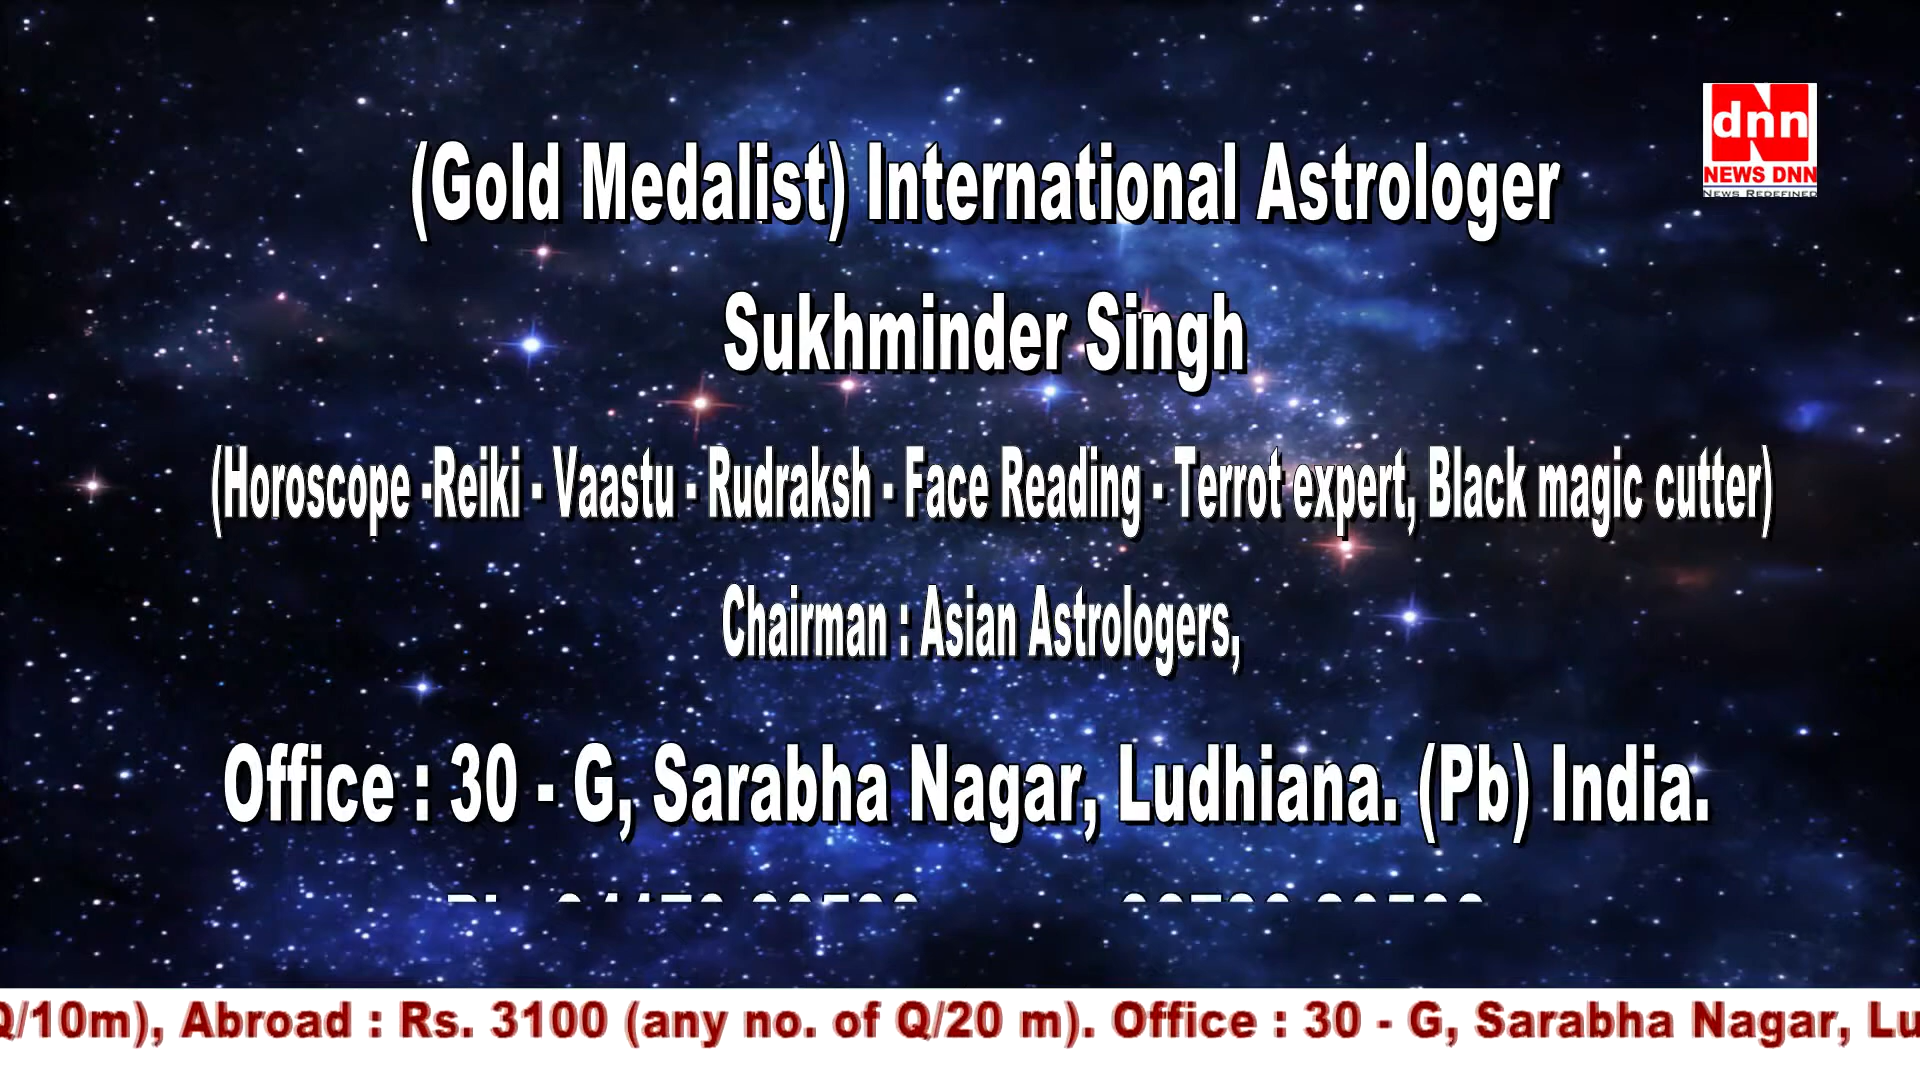 dnn
NEWS DNN
NEWS REDEFINED
(Gold Medalist) International Astrologer
Sukhminder Singh
(Horoscope -Reiki - Vaastu - Rudraksh - Face Reading - Terrot expert, Black magic cutter)
Chairman : Asian Astrologers,
Office : 30 - G, Sarabha Nagar, Ludhiana. (Pb) India.
Q/10m), Abroad : Rs. 3100 (any no. of Q/20 m). Office : 30 - G, Sarabha Nagar, Lu